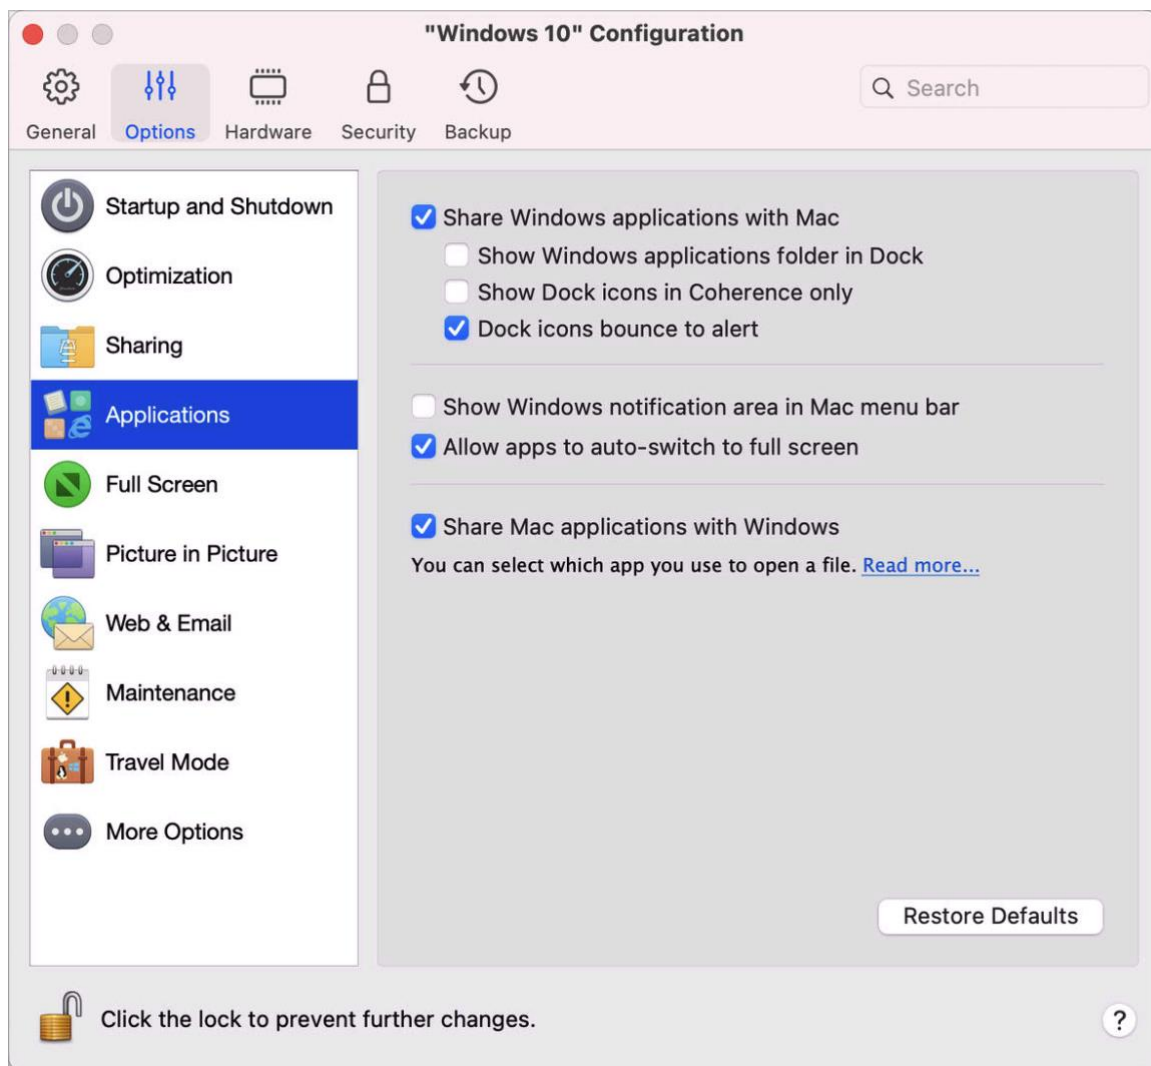 "Windows 10" Configuration
General Options Hardware Security Backup
Search
Startup and Shutdown
Optimization
Sharing
Applications
Full Screen
Picture in Picture
Web & Email
Maintenance
Travel Mode
More Options
Share Windows applications with Mac
Show Windows applications folder in Dock
Show Dock icons in Coherence only
Dock icons bounce to alert
Show Windows notification area in Mac menu bar
Allow apps to auto-switch to full screen
Share Mac applications with Windows
You can select which app you use to open a file. Read more...
Restore Defaults
Click the lock to prevent further changes.
?